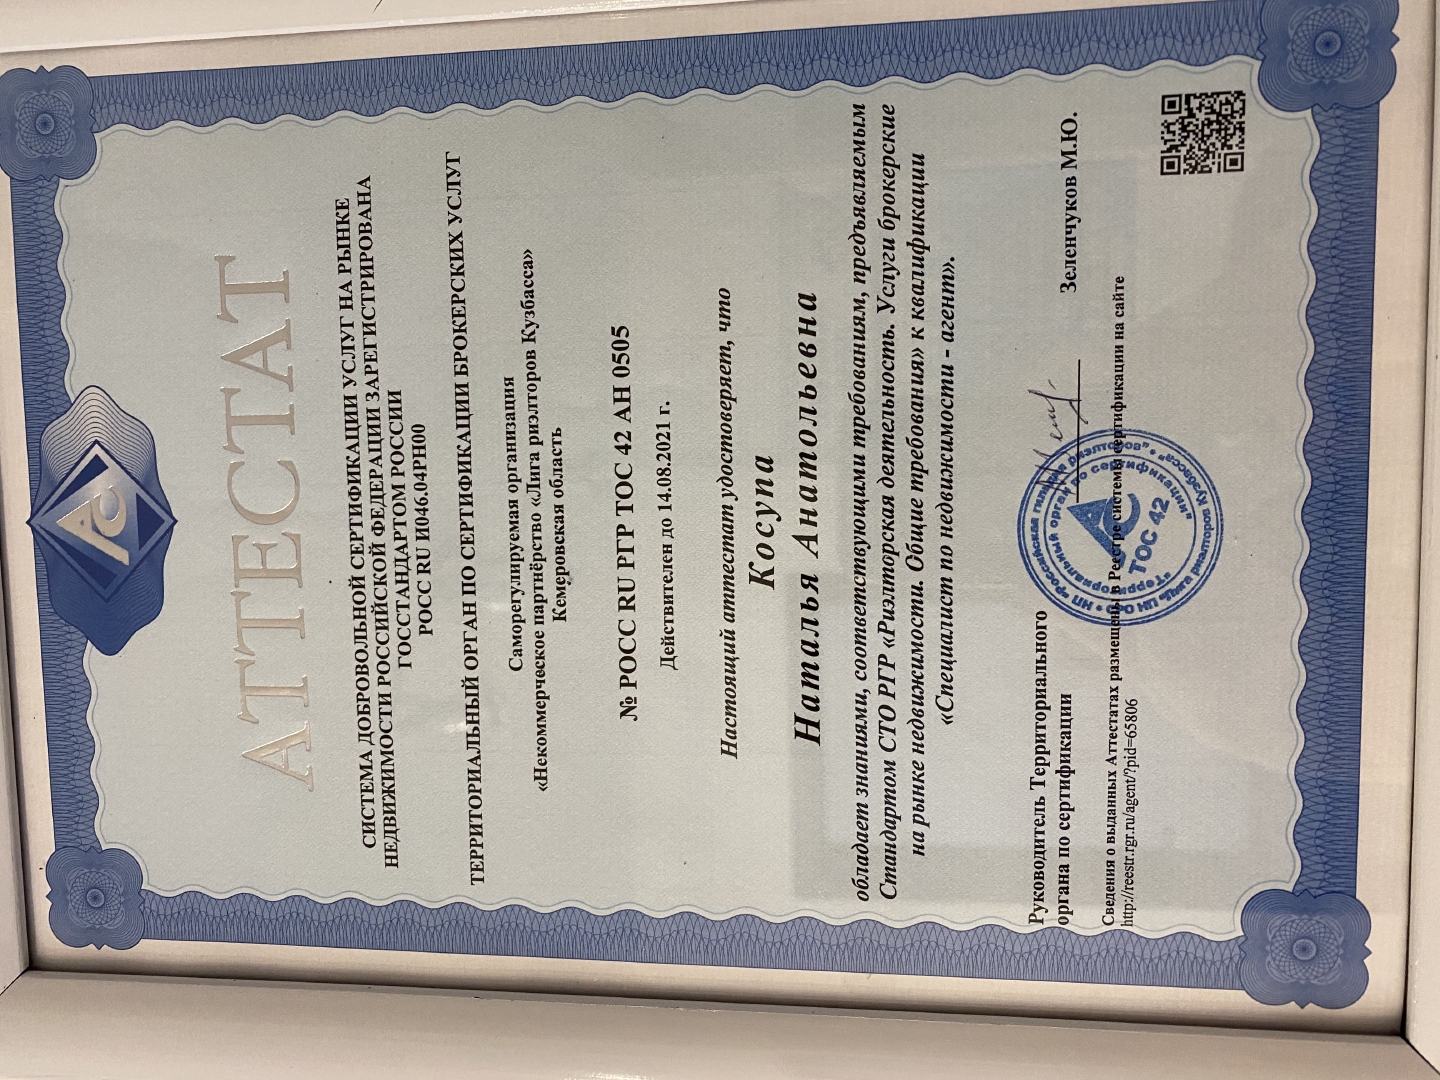 АТТЕСТАТ
СИСТЕМА ДОБРОВОЛЬНОЙ СЕРТИФИКАЦИИ УСЛУГ НА РЫНКЕ
НЕДВИЖИМОСТИ РОССИЙСКОЙ ФЕДЕРАЦИИ ЗАРЕГИСТРИРОВАНА
ГОССТАНДАРТОМ РОССИИ
РОСС RU И046.04РН00
ТЕРРИТОРИАЛЬНЫЙ ОРГАН ПО СЕРТИФИКАЦИИ БРОКЕРСКИХ УСЛУГ
Саморегулируемая организация
«Некоммерческое партнёрство «Лига риэлторов Кузбасса»
Кемеровская область
№ РОСС RU РГР ТОС 42 АН 0505
Действителен до 14.08.2021 г.
Настоящий аттестат удостоверяет, что
Косупа
Наталья Анатольевна
обладает знаниями, соответствующими требованиям, предъявляемым
Стандартом СТО РГР «Риэлторская деятельность. Услуги брокерские
на рынке недвижимости. Общие требования» к квалификации
«Специалист по недвижимости - агент».
Руководитель Территориального
органа по сертификации
Зеленчуков М.Ю.
ТОС 42
Сведения о выданных Аттестатах размещены в Реестре системы сертификации на сайте
http://reestr.rgr.ru/agent/?pid=65806